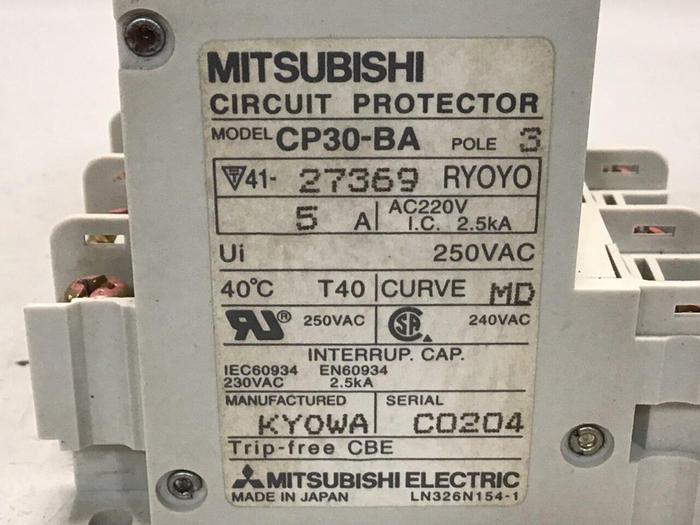 MITSUBISHI
CIRCUIT PROTECTOR
MODEL CP30-BA POLE 3
41- 27369 RYOYO
5 A AC220V I.C. 2.5kA
Ui 250VAC
40°C T40 CURVE MD
RU® 250VAC SA 240VAC
INTERRUP. CAP.
IEC60934 EN60934
230VAC 2.5kA
MANUFACTURED SERIAL
KYOWA C0204
Trip-free CBE
MITSUBISHI ELECTRIC
MADE IN JAPAN LN326N154-1